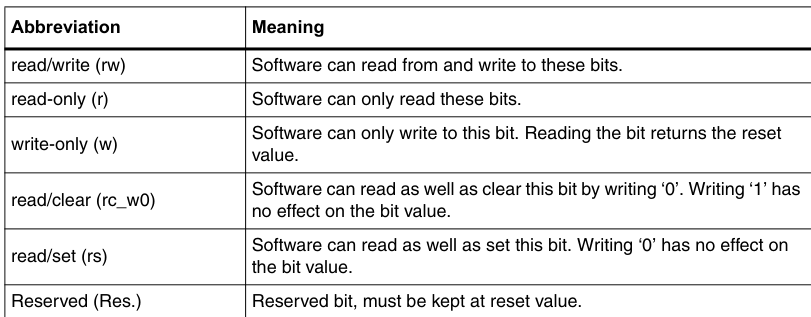 Abbreviation Meaning
read/write (rw) Software can read from and write to these bits.
read-only (r) Software can only read these bits.
write-only (w) Software can only write to this bit. Reading the bit returns the reset
value.
read/clear (rc_w0) Software can read as well as clear this bit by writing ‘0’. Writing ‘1’ has
no effect on the bit value.
read/set (rs) Software can read as well as set this bit. Writing ‘0’ has no effect on
the bit value.
Reserved (Res.) Reserved bit, must be kept at reset value.